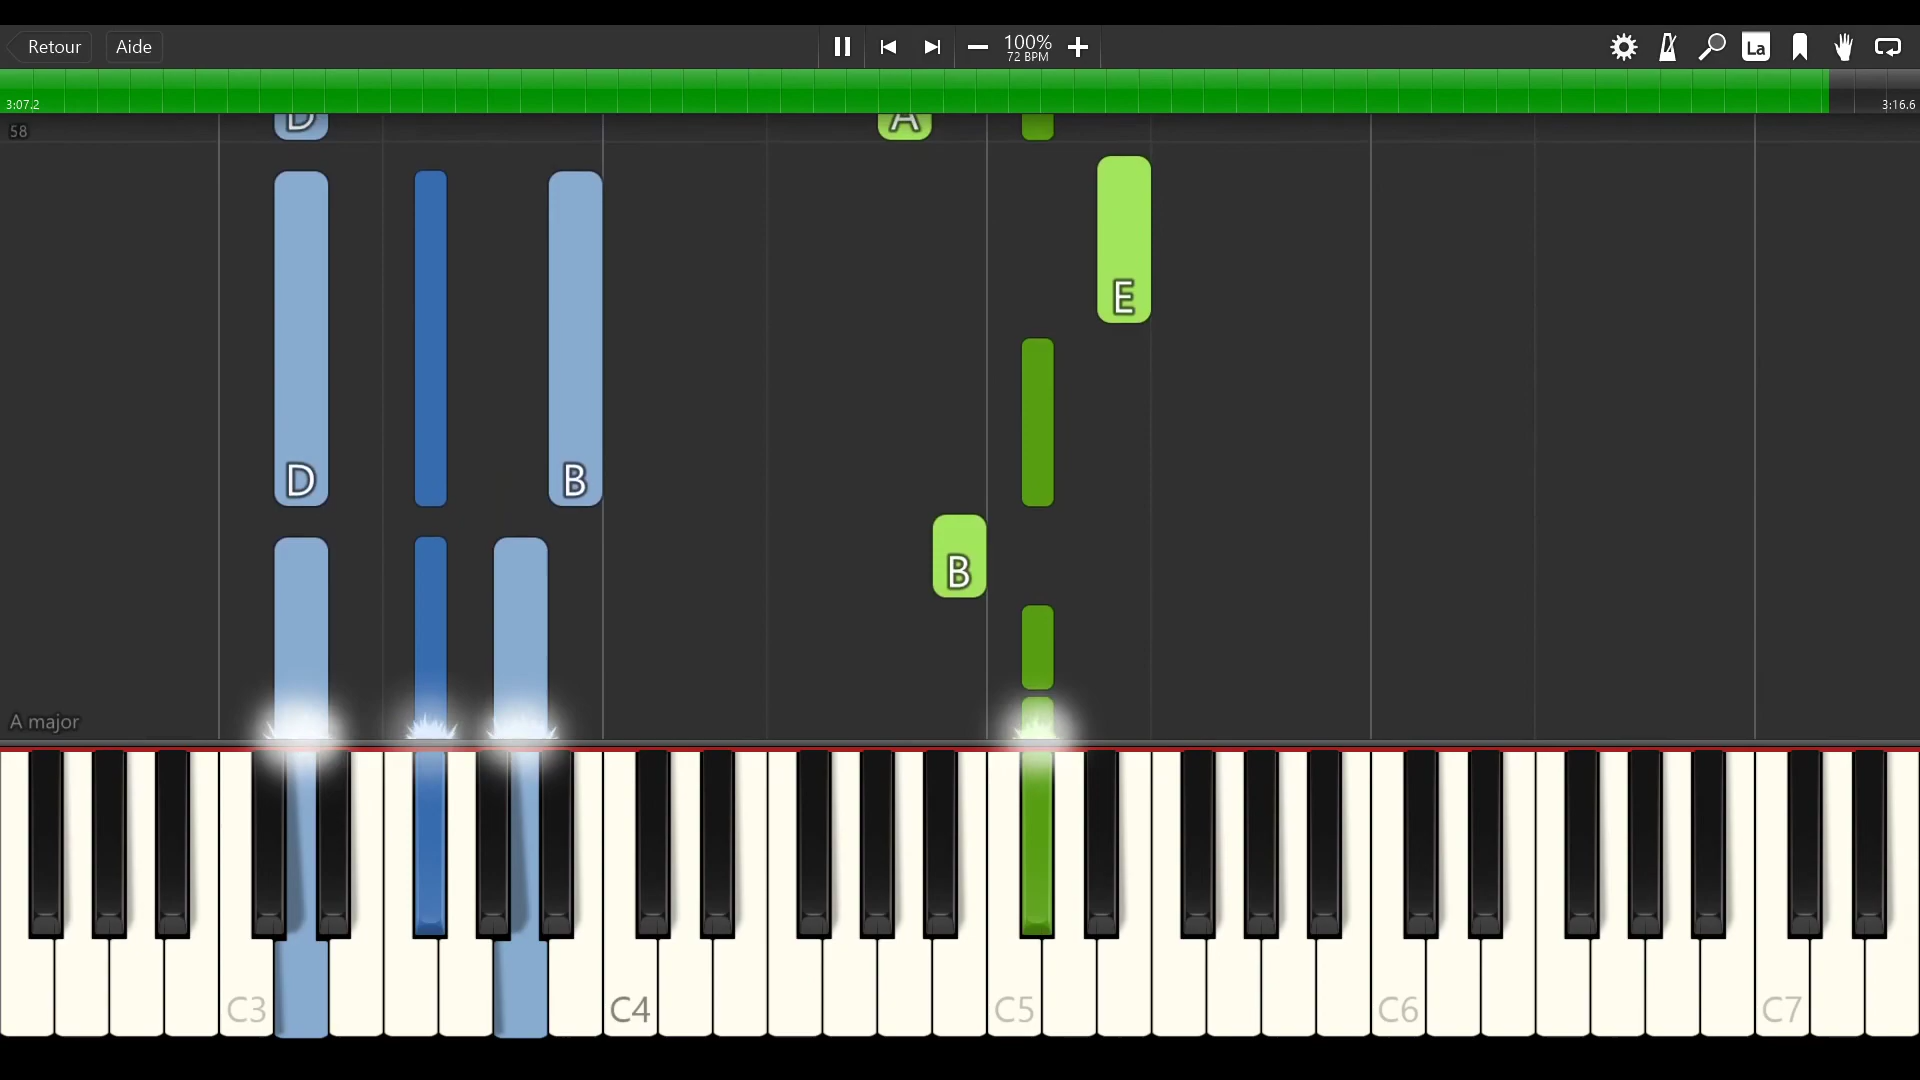 Retour
Aide
100%
72 BPM
La
3:07.2
3:16.6
58
D
A
E
D
B
B
A major
C3
C4
C5
C6
C7